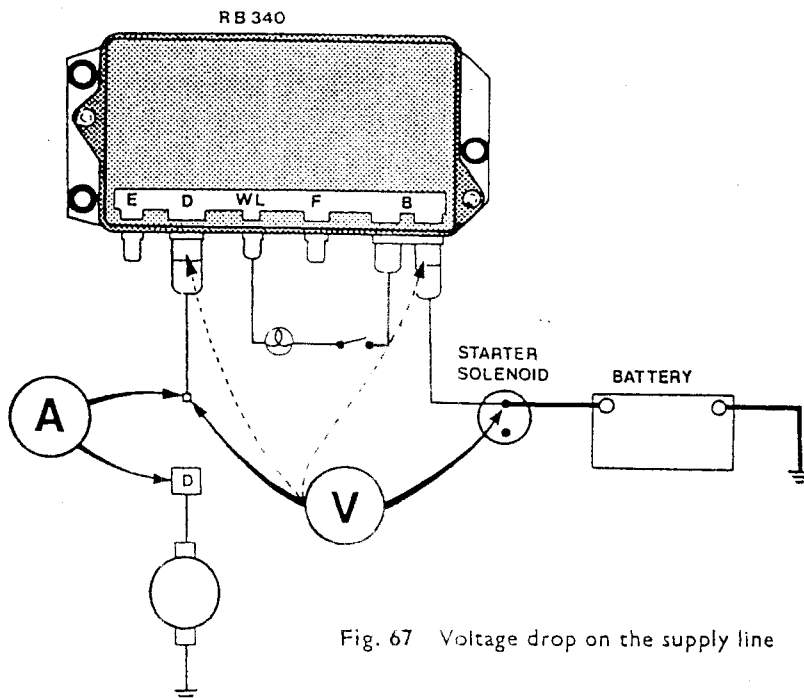 RB340
E D WL F B
STARTER
SOLENOID
BATTERY
A
V
D
Fig. 67 Voltage drop on the supply line